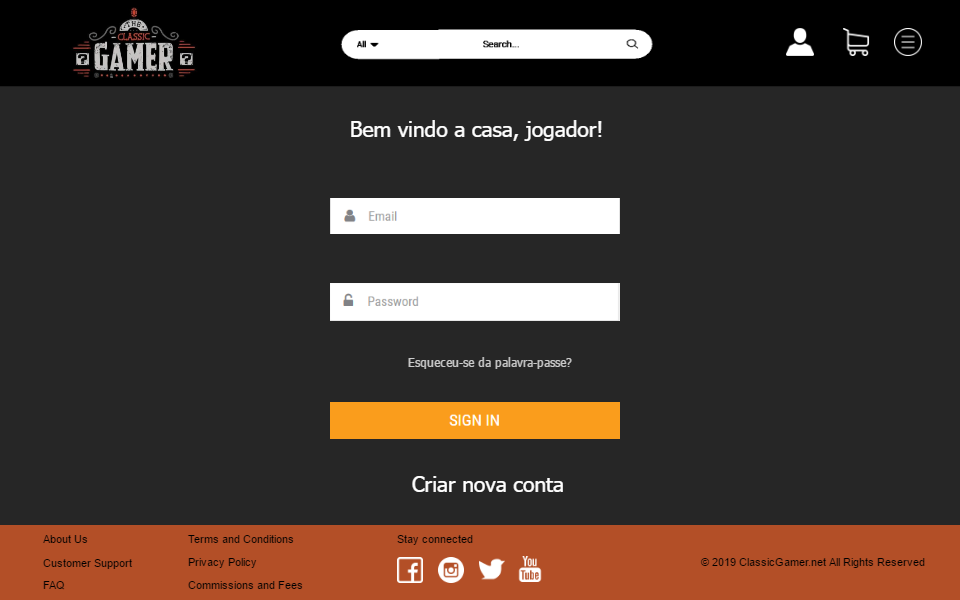 THE
CLASSIC
GAMER
All
Search...
Bem vindo a casa, jogador!
Email
Password
Esqueceu-se da palavra-passe?
SIGN IN
Criar nova conta
About Us
Customer Support
FAQ
Terms and Conditions
Privacy Policy
Commissions and Fees
Stay connected
You
Tube
© 2019 ClassicGamer.net All Rights Reserved